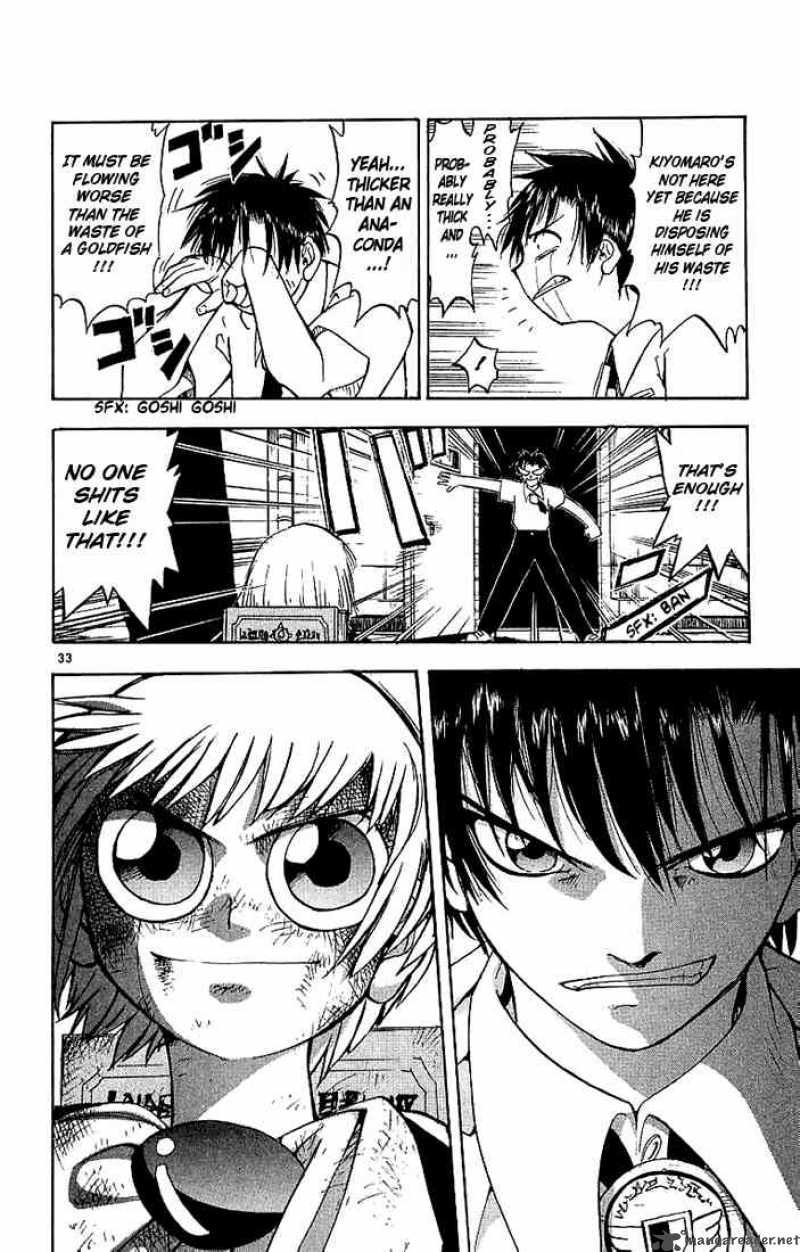 KIYOMARO'S
NOT HERE
YET BECAUSE
HE IS
DISPOSING
HIMSELF OF
HIS WASTE
!!!
PROBABLY...
PROB-
ABLY
REALLY
THICK
AND
...
YEAH...
THICKER
THAN AN
ANA-
CONDA
...!
IT MUST BE
FLOWING
WORSE
THAN THE
WASTE OF
A GOLDFISH
!!!
ゴシ
ゴシ
SFX: GOSHI GOSHI
THAT'S
ENOUGH
!!!
NO ONE
SHITS
LIKE
THAT!!!
SFX: BAN
33
mangareader.net